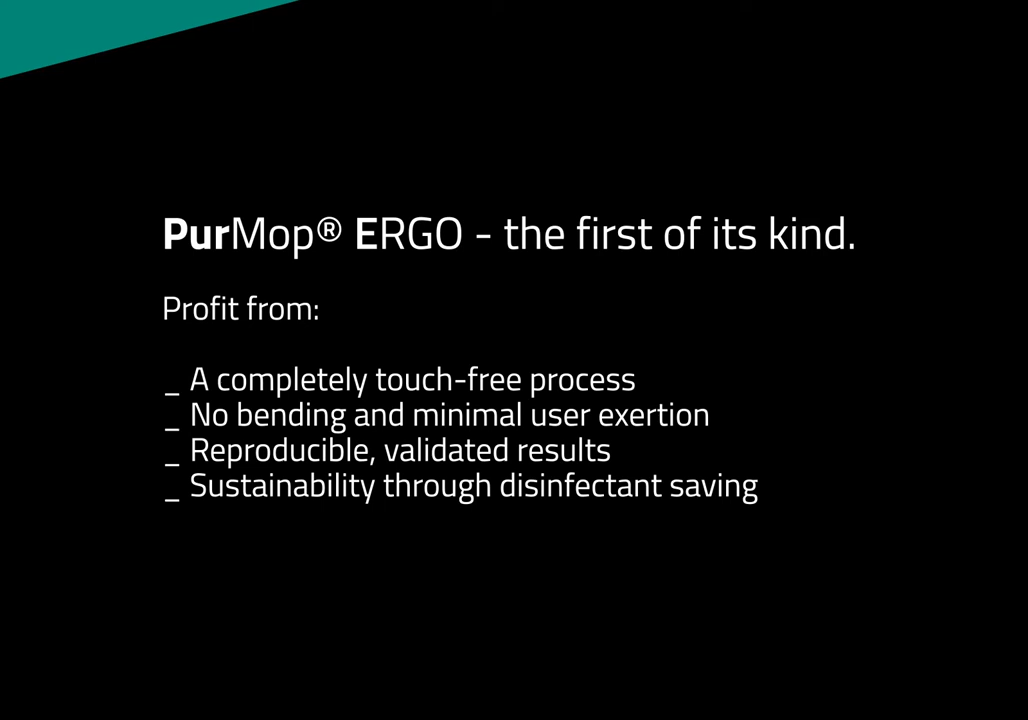 PurMop® ERGO - the first of its kind.
Profit from:
_ A completely touch-free process
_ No bending and minimal user exertion
_ Reproducible, validated results
_ Sustainability through disinfectant saving